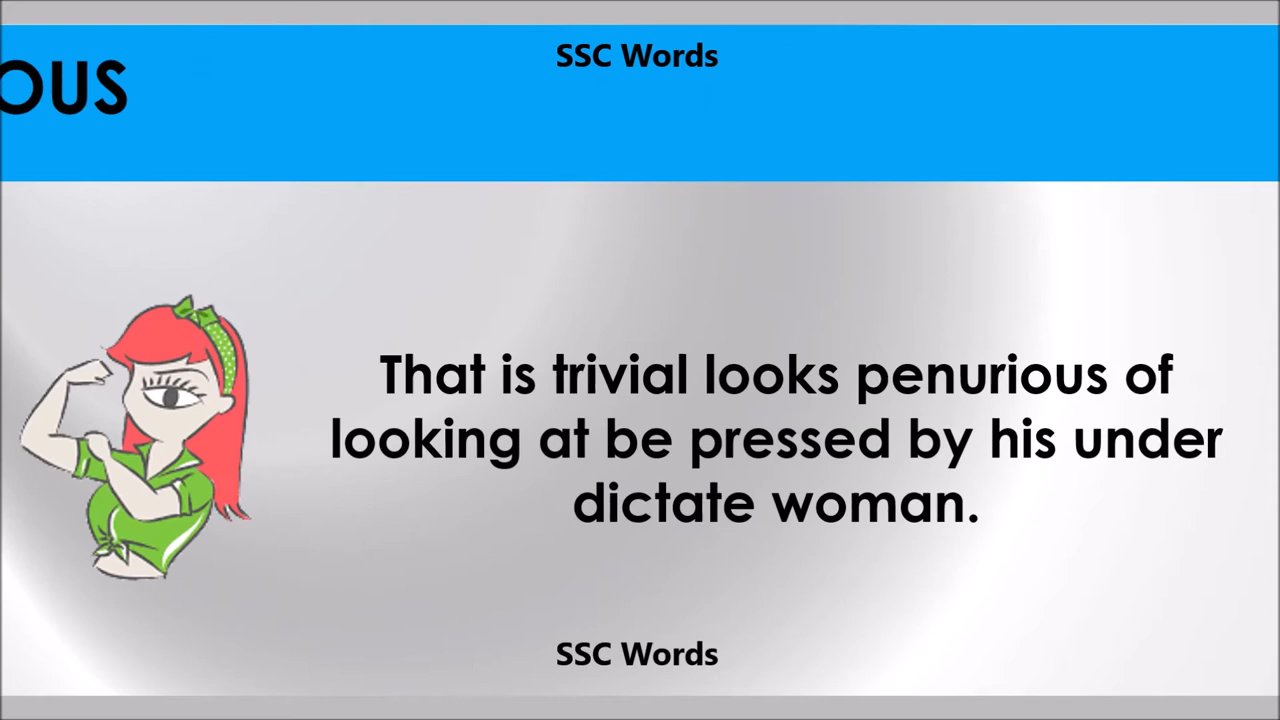 SSC Words
OUS
That is trivial looks penurious of
looking at be pressed by his under
dictate woman.
SSC Words